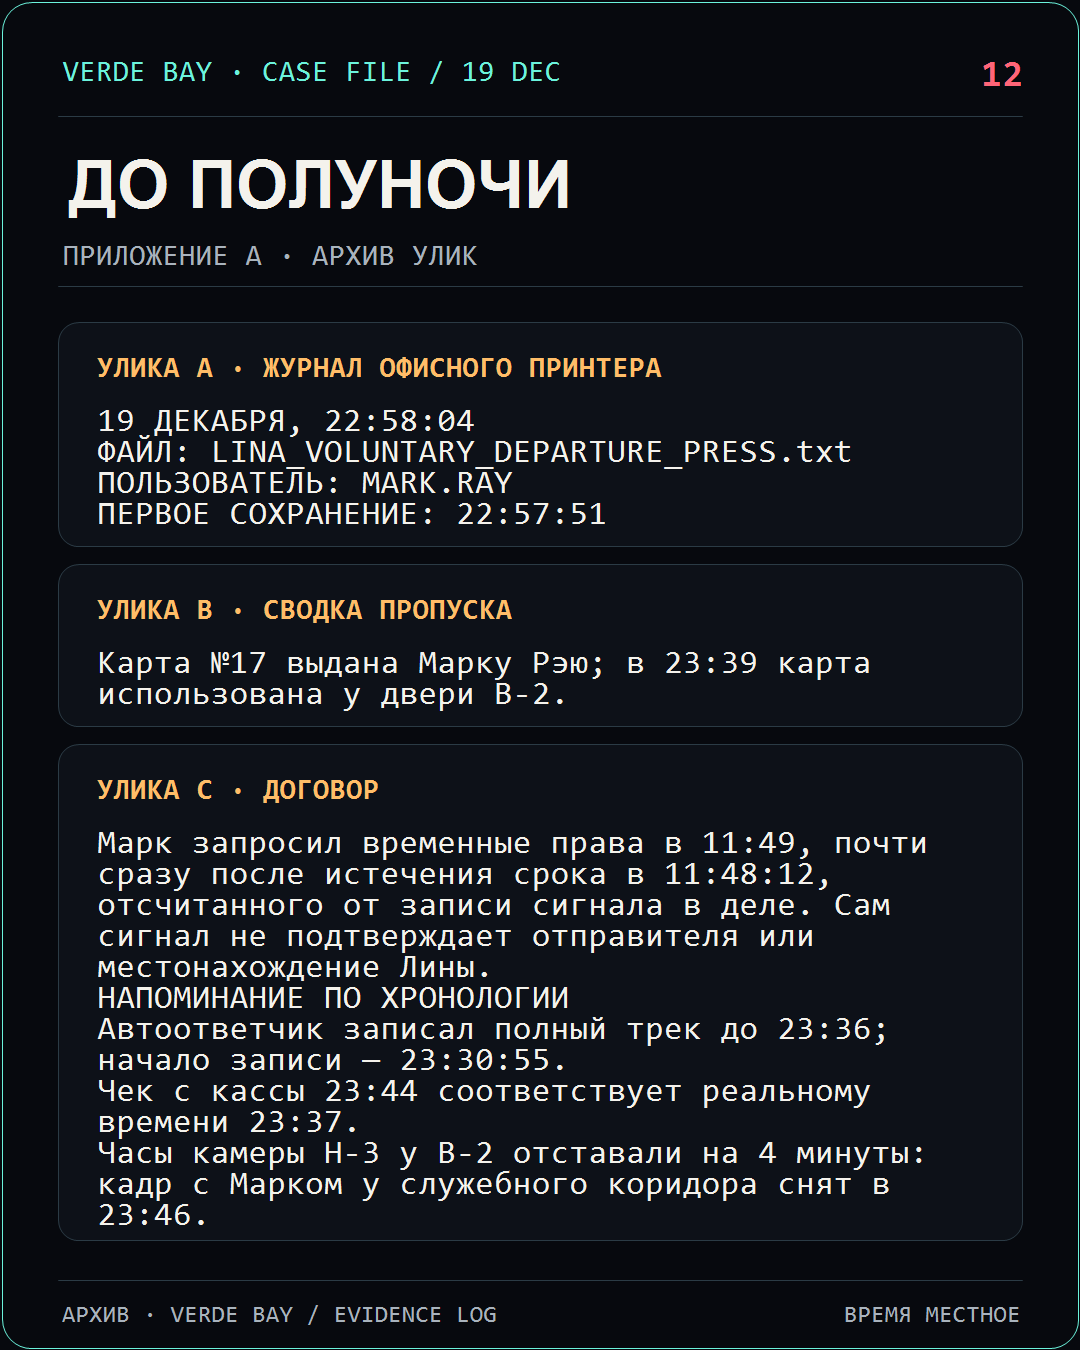 VERDE BAY · CASE FILE / 19 DEC
12
ДО ПОЛУНОЧИ
ПРИЛОЖЕНИЕ A · АРХИВ УЛИК
УЛИКА A · ЖУРНАЛ ОФИСНОГО ПРИНТЕРА
19 ДЕКАБРЯ, 22:58:04
ФАЙЛ: LINA_VOLUNTARY_DEPARTURE_PRESS.txt
ПОЛЬЗОВАТЕЛЬ: MARK.RAY
ПЕРВОЕ СОХРАНЕНИЕ: 22:57:51
УЛИКА B · СВОДКА ПРОПУСКА
Карта №17 выдана Марку Рэю; в 23:39 карта
использована у двери B-2.
УЛИКА C · ДОГОВОР
Марк запросил временные права в 11:49, почти
сразу после истечения срока в 11:48:12,
отсчитанного от записи сигнала в деле. Сам
сигнал не подтверждает отправителя или
местонахождение Лины.
НАПОМИНАНИЕ ПО ХРОНОЛОГИИ
Автоответчик записал полный трек до 23:36;
начало записи — 23:30:55.
Чек с кассы 23:44 соответствует реальному
времени 23:37.
Часы камеры H-3 у B-2 отставали на 4 минуты:
кадр с Марком у служебного коридора снят в
23:46.
АРХИВ · VERDE BAY / EVIDENCE LOG
ВРЕМЯ МЕСТНОЕ